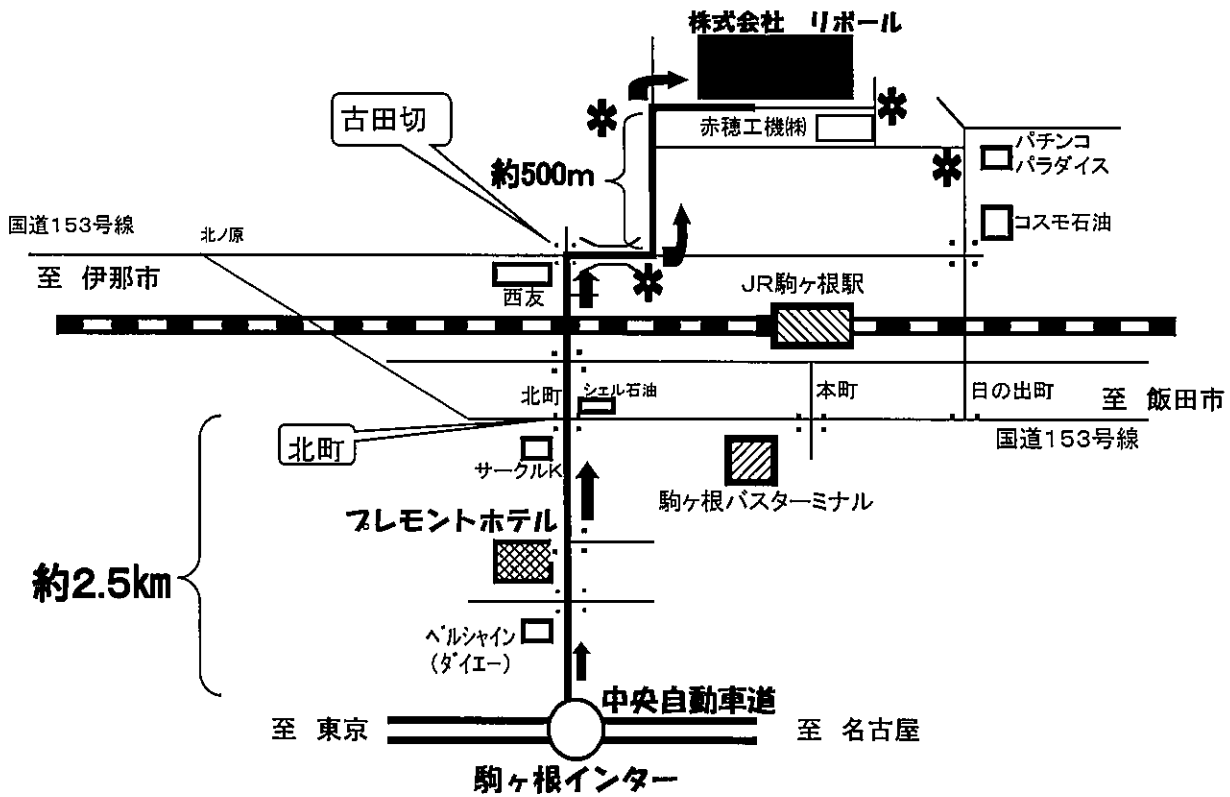 株式会社 リボール
古田切
赤穂工機㈱
パチンコ
パラダイス
約500m
国道153号線
北ノ原
コスモ石油
至 伊那市
西友
JR駒ヶ根駅
北町
シェル石油
本町
日の出町
至 飯田市
北町
国道153号線
サークルK
駒ヶ根バスターミナル
プレモントホテル
約2.5km
ベルシャイン
(ダイエー)
中央自動車道
至 東京
至 名古屋
駒ヶ根インター